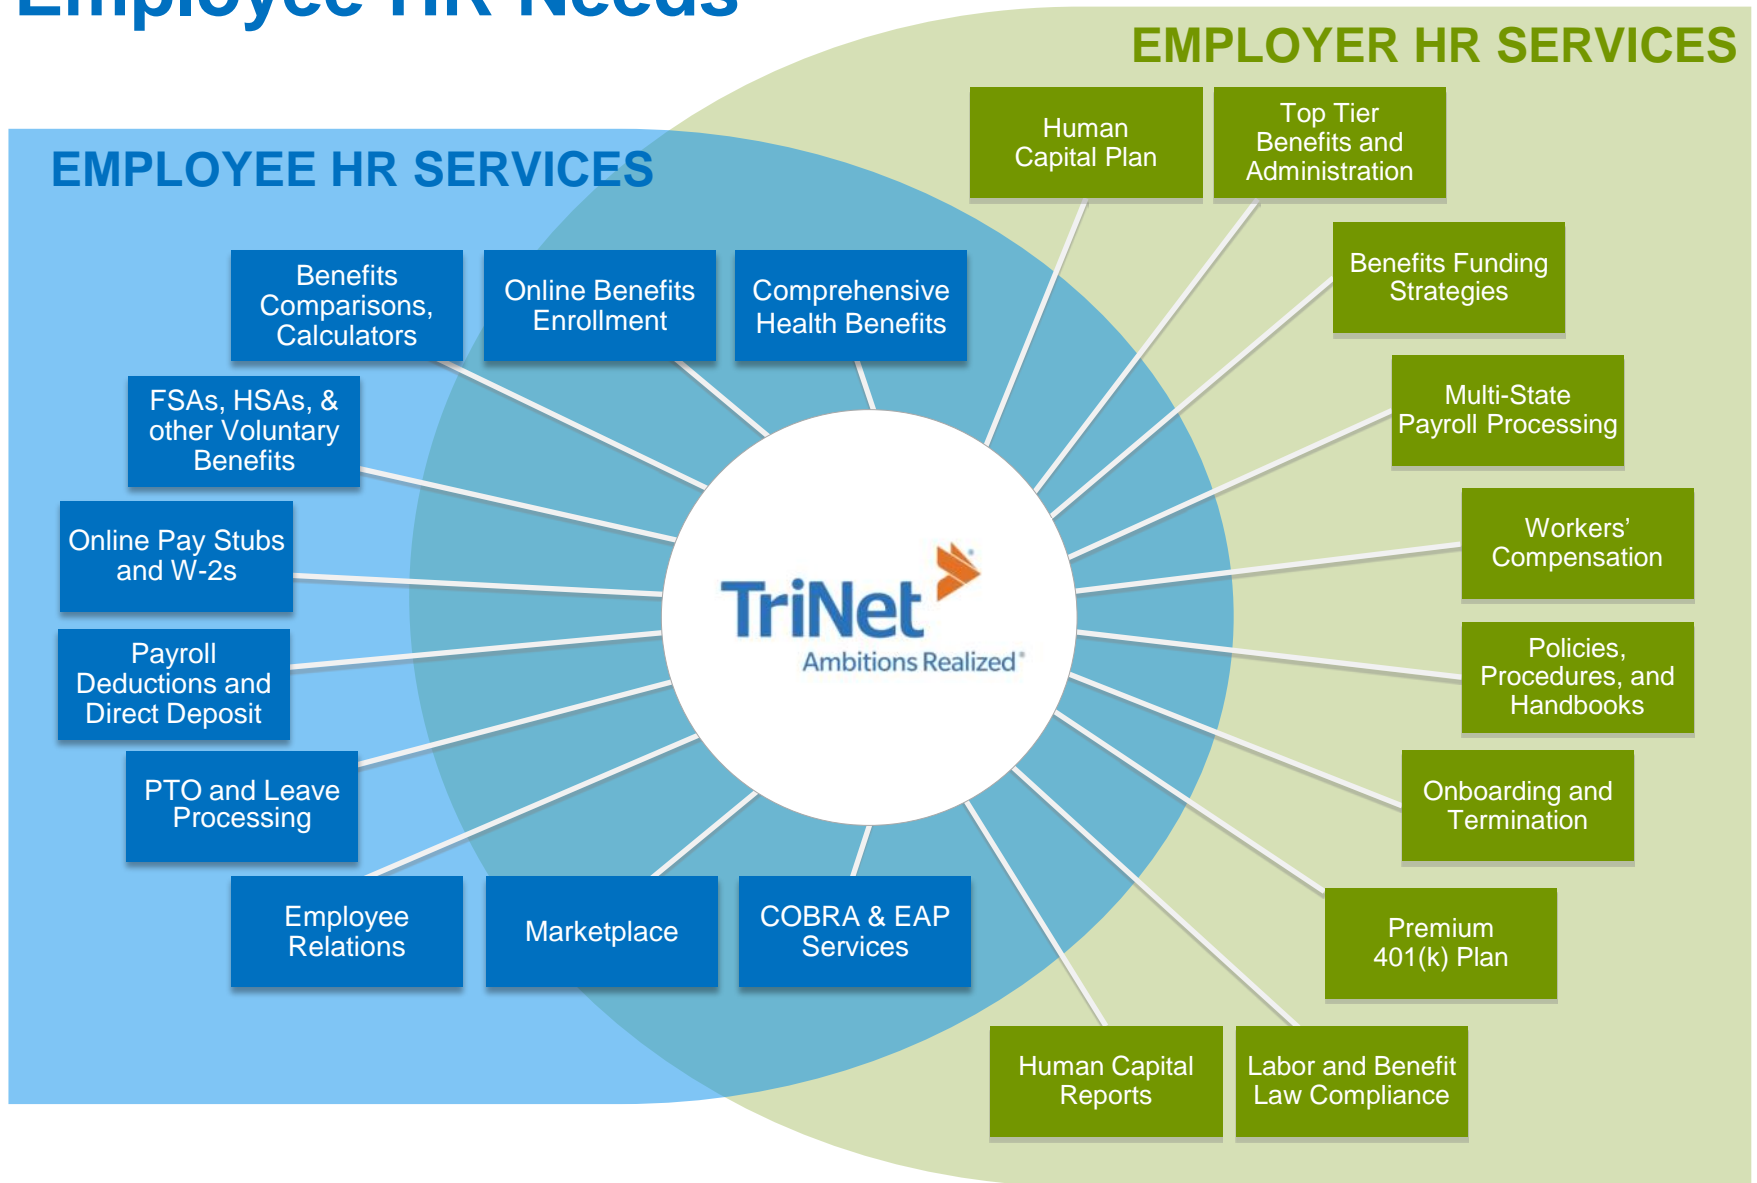 Employee HR Needs
EMPLOYER HR SERVICES
EMPLOYEE HR SERVICES
Human
Capital Plan
Top Tier
Benefits and
Administration
Benefits Funding
Strategies
Multi-State
Payroll Processing
Workers’
Compensation
Policies,
Procedures, and
Handbooks
Onboarding and
Termination
Premium
401(k) Plan
Labor and Benefit
Law Compliance
Human Capital
Reports
Benefits
Comparisons,
Calculators
Online Benefits
Enrollment
Comprehensive
Health Benefits
FSAs, HSAs, &
other Voluntary
Benefits
Online Pay Stubs
and W-2s
Payroll
Deductions and
Direct Deposit
PTO and Leave
Processing
Employee
Relations
Marketplace
COBRA & EAP
Services
TriNet
Ambitions Realized®